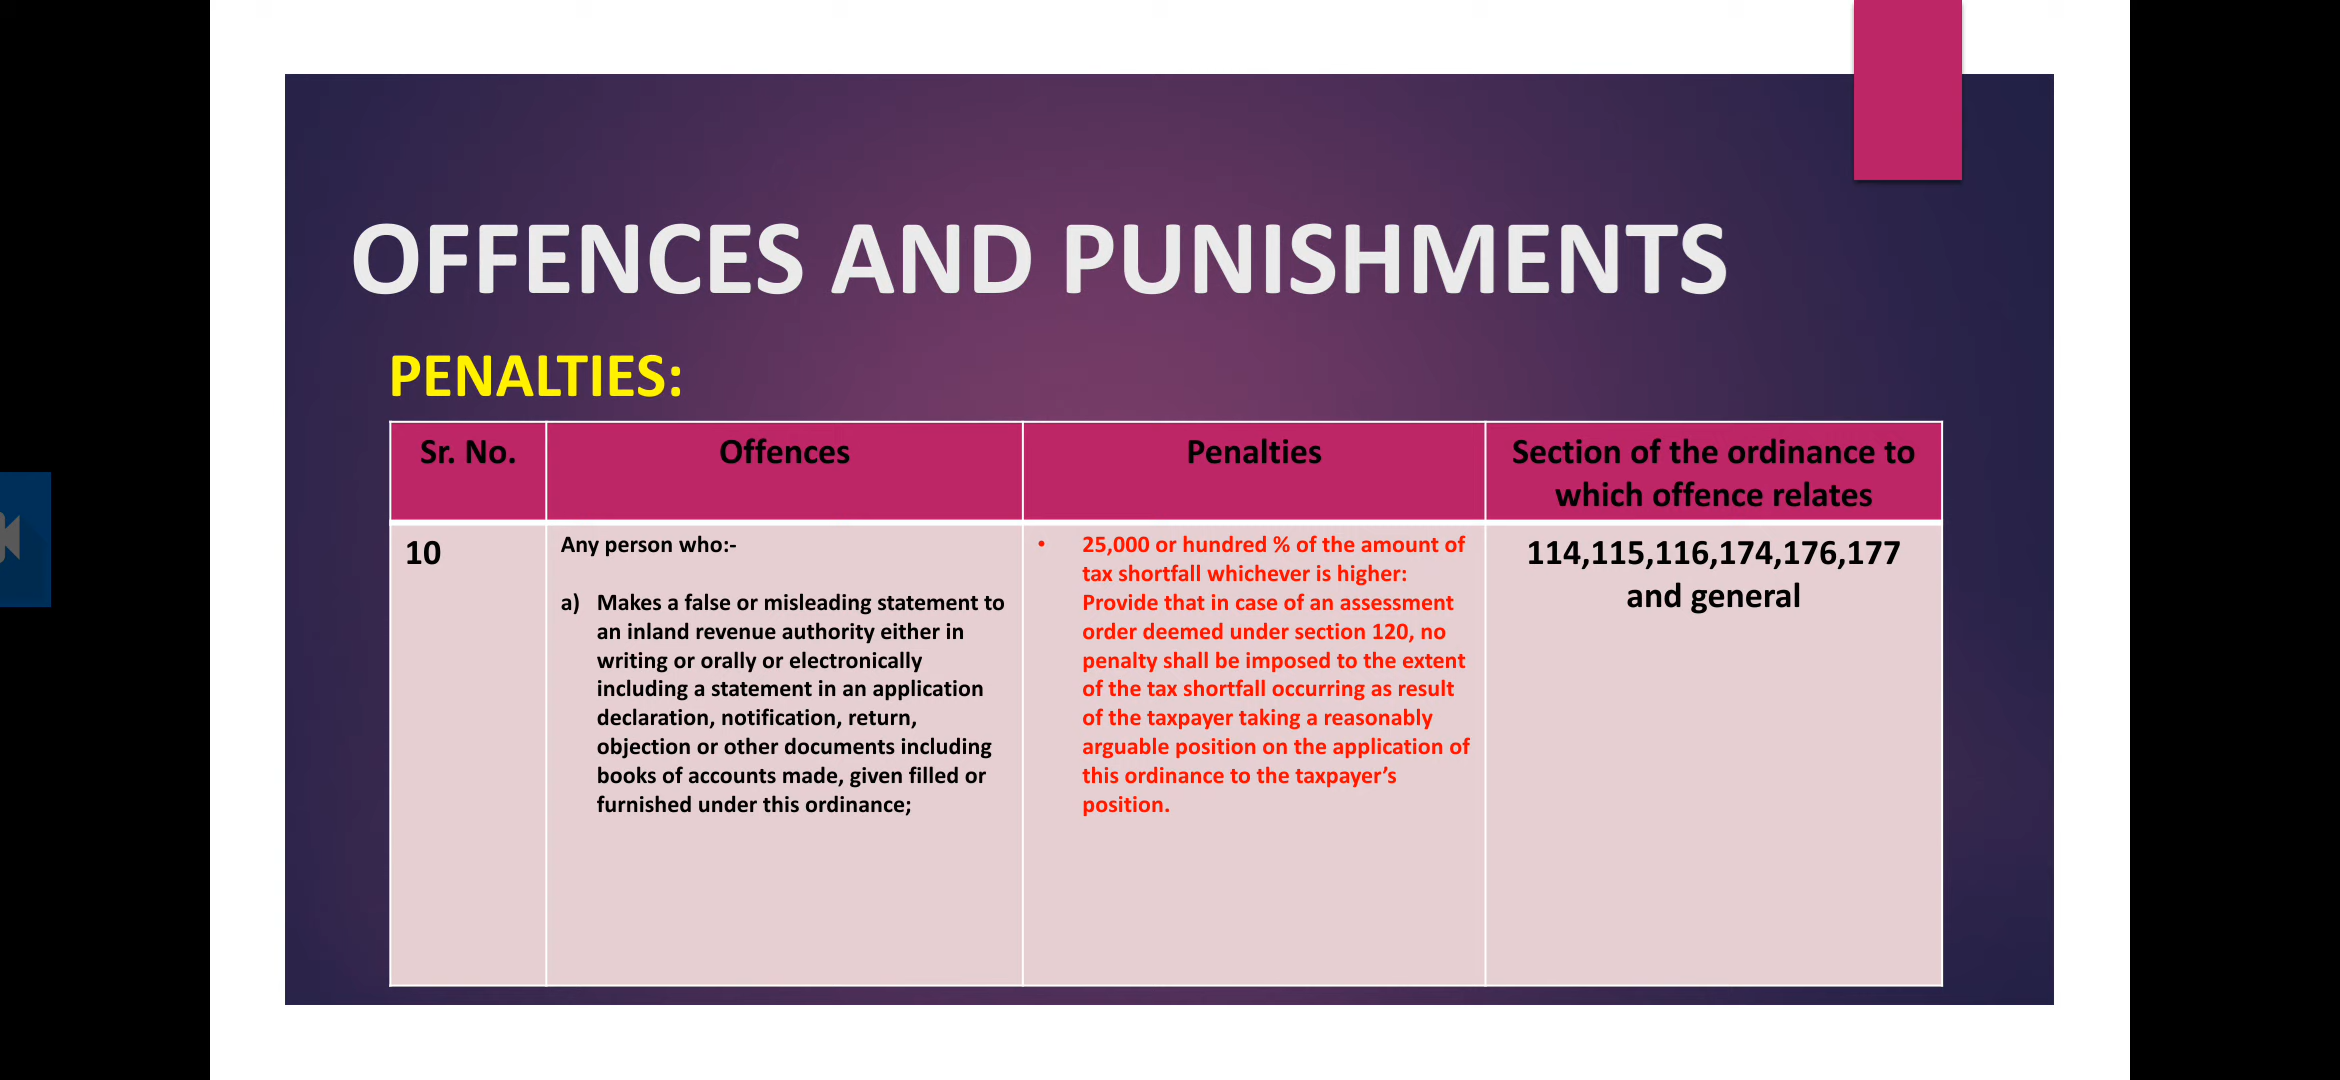 OFFENCES AND PUNISHMENTS
PENALTIES:
Sr. No.
Offences
Penalties
Section of the ordinance to
which offence relates
10
Any person who:-
a) Makes a false or misleading statement to
an inland revenue authority either in
writing or orally or electronically
including a statement in an application
declaration, notification, return,
objection or other documents including
books of accounts made, given filled or
furnished under this ordinance;
• 25,000 or hundred % of the amount of
tax shortfall whichever is higher:
Provide that in case of an assessment
order deemed under section 120, no
penalty shall be imposed to the extent
of the tax shortfall occurring as result
of the taxpayer taking a reasonably
arguable position on the application of
this ordinance to the taxpayer’s
position.
114,115,116,174,176,177
and general